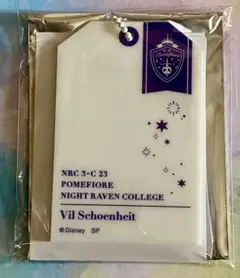 NRC 3-C 23
POMEFIORE
NIGHT RAVEN COLLEGE
Vil Schoenheit
©Disney SP